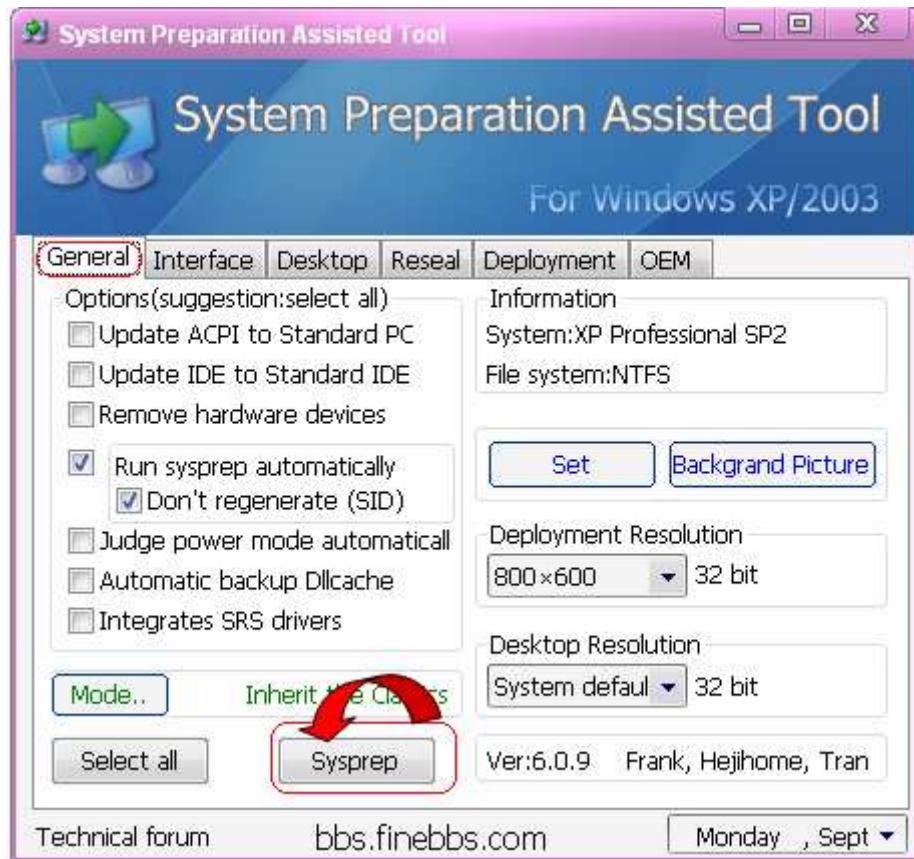 System Preparation Assisted Tool
System Preparation Assisted Tool
For Windows XP/2003
General Interface Desktop Reseal Deployment OEM
Options(suggestion:select all)
Update ACPI to Standard PC
Update IDE to Standard IDE
Remove hardware devices
Run sysprep automatically
Don't regenerate (SID)
Judge power mode automaticall
Automatic backup Dllcache
Integrates SRS drivers
Mode.. Inherit the Classics
Select all Sysprep
Information
System:XP Professional SP2
File system:NTFS
Set Backgrand Picture
Deployment Resolution
800×600 32 bit
Desktop Resolution
System defaul 32 bit
Ver:6.0.9 Frank, Hejihome, Tran
Technical forum bbs.finebbs.com Monday , Sept